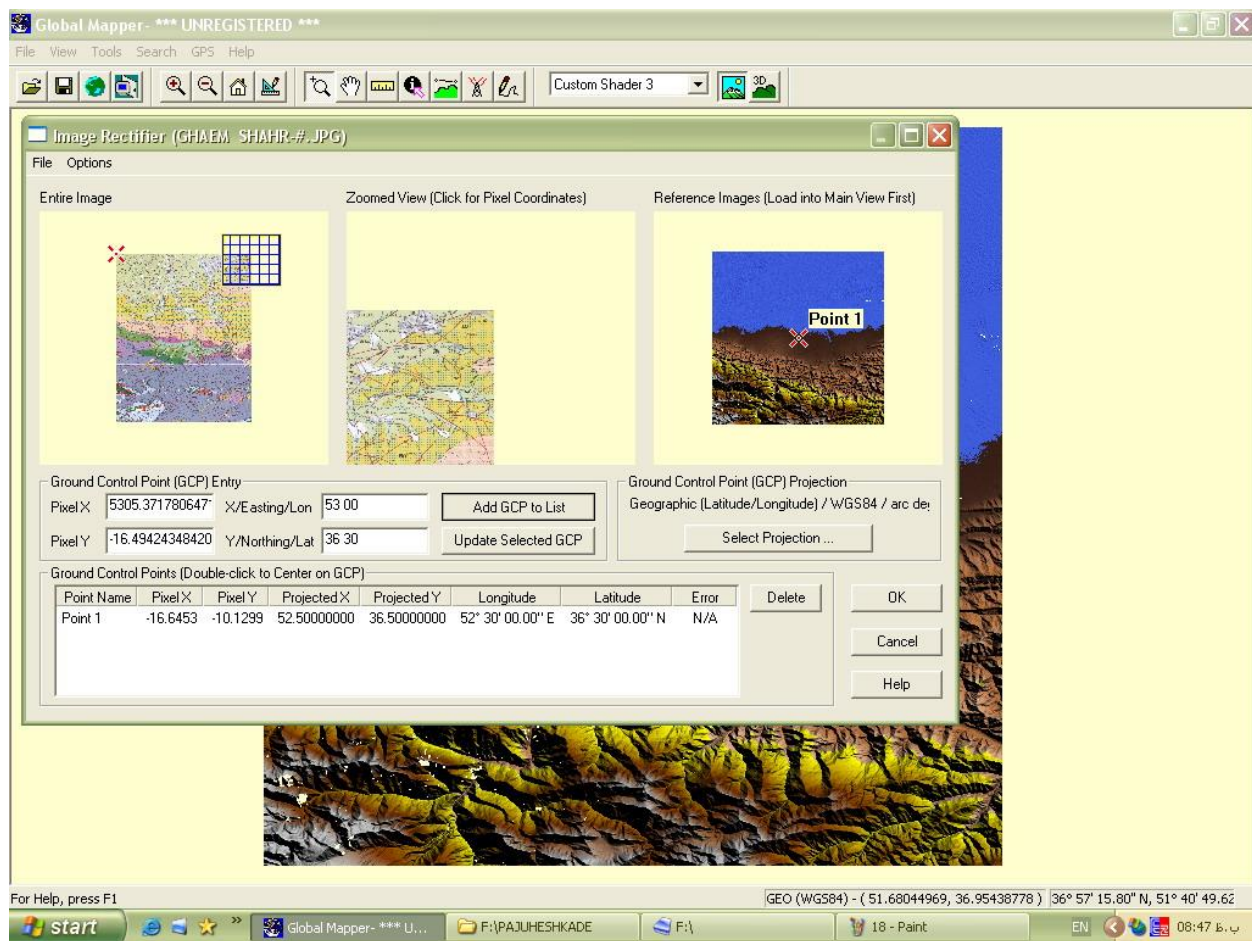 Global Mapper- *** UNREGISTERED ***
File View Tools Search GPS Help
Custom Shader 3
3D
Image Rectifier (GHAEM SHAHR-#.JPG)
File Options
Entire Image
Zoomed View (Click for Pixel Coordinates)
Reference Images (Load into Main View First)
Point 1
Ground Control Point (GCP) Entry
Pixel X 5305.371780647 X/Easting/Lon 53 00 Add GCP to List
Pixel Y -16.49424348420 Y/Northing/Lat 36 30 Update Selected GCP
Ground Control Point (GCP) Projection
Geographic (Latitude/Longitude) / WGS84 / arc de
Select Projection ...
Ground Control Points (Double-click to Center on GCP)
Point Name Pixel X Pixel Y Projected X Projected Y Longitude Latitude Error
Point 1 -16.6453 -10.1299 52.50000000 36.50000000 52° 30' 00.00" E 36° 30' 00.00" N N/A
Delete
OK
Cancel
Help
For Help, press F1
GEO (WGS84) - ( 51.68044969, 36.95438778 ) 36° 57' 15.80" N, 51° 40' 49.62
start Global Mapper- *** U... F:\PAJUHESHKADE F:\ 18 - Paint EN 08:47 ب.ظ